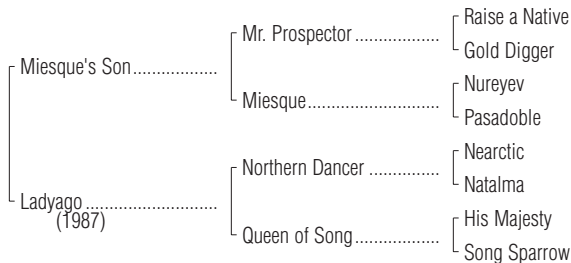 Raise a Native
Mr. Prospector ..................
Gold Digger
Miesque's Son..................
Nureyev
Miesque............................
Pasadoble
Nearctic
Northern Dancer ...............
Natalma
Ladyago ............................
(1987)
His Majesty
Queen of Song..................
Song Sparrow